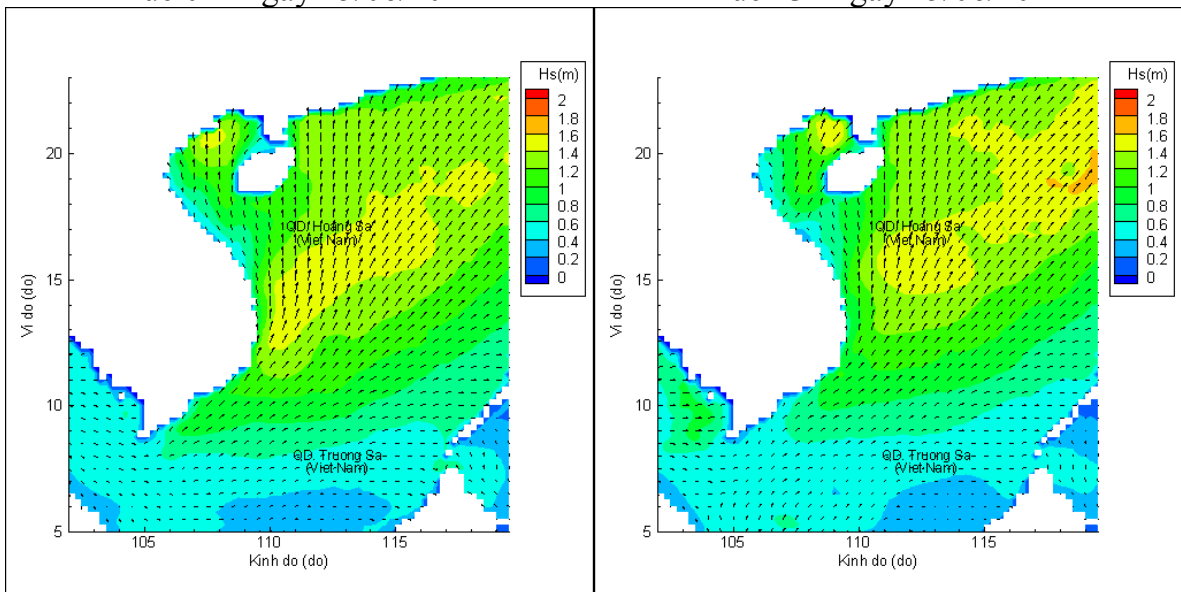 Hs(m)
2
1.8
1.6
1.4
1.2
1
0.8
0.6
0.4
0.2
0
20
15
10
5
105
110
115
Vi do (do)
Kinh do (do)
QD. Hoang Sa
(Viet Nam)
QD. Truong Sa
(Viet Nam)
Hs(m)
2
1.8
1.6
1.4
1.2
1
0.8
0.6
0.4
0.2
0
20
15
10
5
105
110
115
Vi do (do)
Kinh do (do)
QD. Hoang Sa
(Viet Nam)
QD. Truong Sa
(Viet Nam)